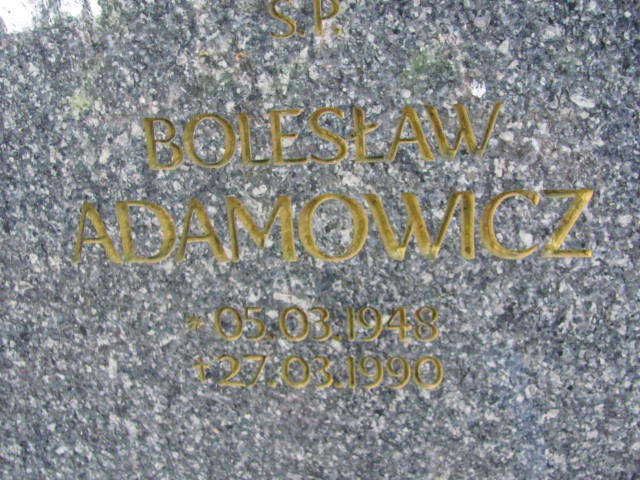 S.P.
BOLESŁAW
ADAMOWICZ
* 05.03.1948
+ 27.03.1990